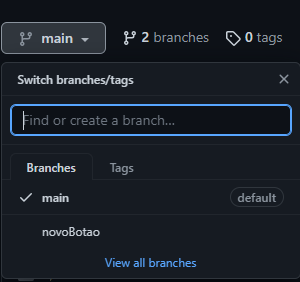 main 2 branches 0 tags
Switch branches/tags
Find or create a branch...
Branches Tags
main default
novoBotao
View all branches